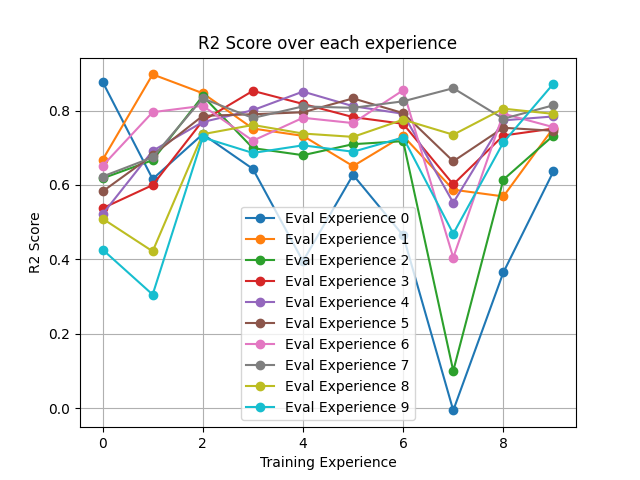 R2 Score over each experience
R2 Score
0.8
0.6
0.4
0.2
0.0
Eval Experience 0
Eval Experience 1
Eval Experience 2
Eval Experience 3
Eval Experience 4
Eval Experience 5
Eval Experience 6
Eval Experience 7
Eval Experience 8
Eval Experience 9
0 2 4 6 8
Training Experience